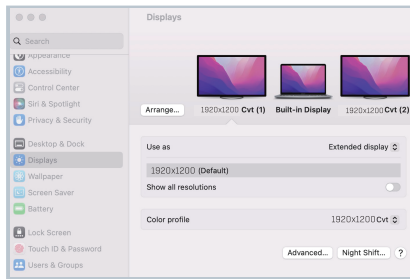 Displays
Search
Appearance
Accessibility
Control Center
Siri & Spotlight
Privacy & Security
Desktop & Dock
Displays
Wallpaper
Screen Saver
Battery
Lock Screen
Touch ID & Password
Users & Groups
Arrange...
1920x1200 Cvt (1)
Built-in Display
1920x1200 Cvt (2)
Use as
Extended display
1920x1200 (Default)
Show all resolutions
Color profile
1920X1200Cvt
Advanced...
Night Shift...
?